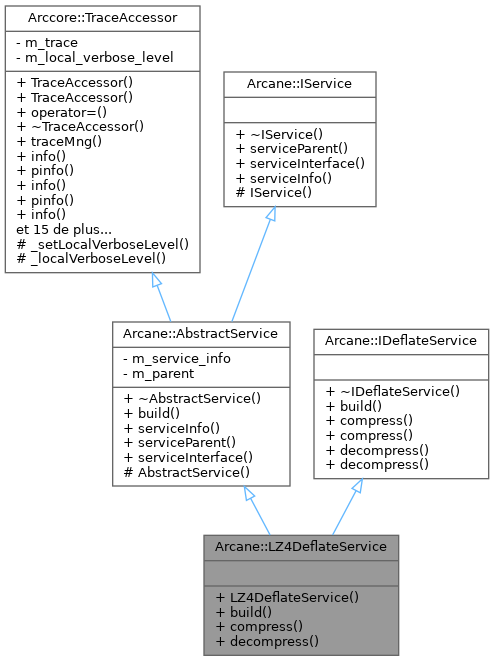 Arccore::TraceAccessor
- m_trace
- m_local_verbose_level
+ TraceAccessor()
+ TraceAccessor()
+ operator=()
+ ~TraceAccessor()
+ traceMng()
+ info()
+ pinfo()
+ info()
+ pinfo()
+ info()
et 15 de plus...
# _setLocalVerboseLevel()
# _localVerboseLevel()
Arcane::IService
+ ~IService()
+ serviceParent()
+ serviceInterface()
+ serviceInfo()
# IService()
Arcane::AbstractService
- m_service_info
- m_parent
+ ~AbstractService()
+ build()
+ serviceInfo()
+ serviceParent()
+ serviceInterface()
# AbstractService()
Arcane::IDeflateService
+ ~IDeflateService()
+ build()
+ compress()
+ compress()
+ decompress()
+ decompress()
Arcane::LZ4DeflateService
+ LZ4DeflateService()
+ build()
+ compress()
+ decompress()